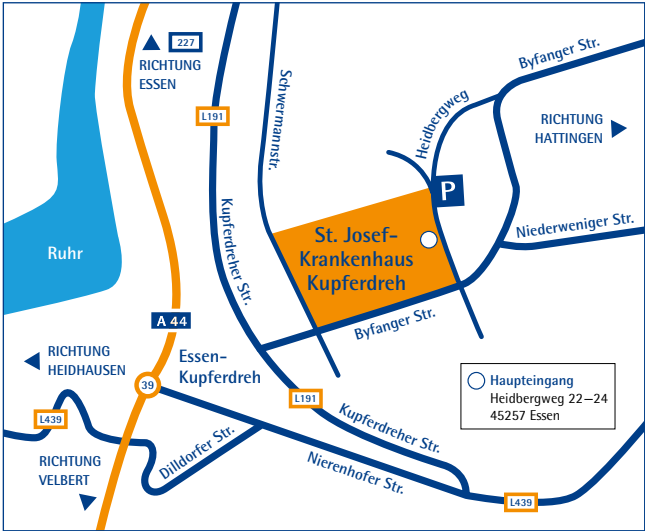 227
RICHTUNG
ESSEN
L191
Schwermannstr.
Heidbergweg
Byfanger Str.
RICHTUNG
HATTINGEN
P
Kupferdreher Str.
Niederweniger Str.
St. Josef-
Krankenhaus
Kupferdreh
Ruhr
A 44
Byfanger Str.
RICHTUNG
HEIDHAUSEN
Essen-
Kupferdreh
39
L191
Haupteingang
Heidbergweg 22–24
45257 Essen
L439
Kupferdreher Str.
Dilldorfer Str.
Nierenhofer Str.
RICHTUNG
VELBERT
L439